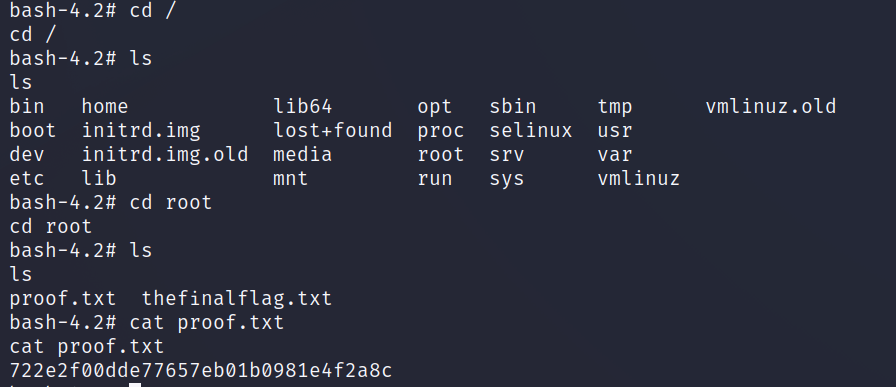 bash-4.2# cd /
cd /
bash-4.2# ls
ls
bin   home            lib64       opt   sbin     tmp      vmlinuz.old
boot  initrd.img      lost+found  proc  selinux  usr
dev   initrd.img.old  media       root  srv      var
etc   lib             mnt         run   sys      vmlinuz
bash-4.2# cd root
cd root
bash-4.2# ls
ls
proof.txt  thefinalflag.txt
bash-4.2# cat proof.txt
cat proof.txt
722e2f00dde77657eb01b0981e4f2a8c